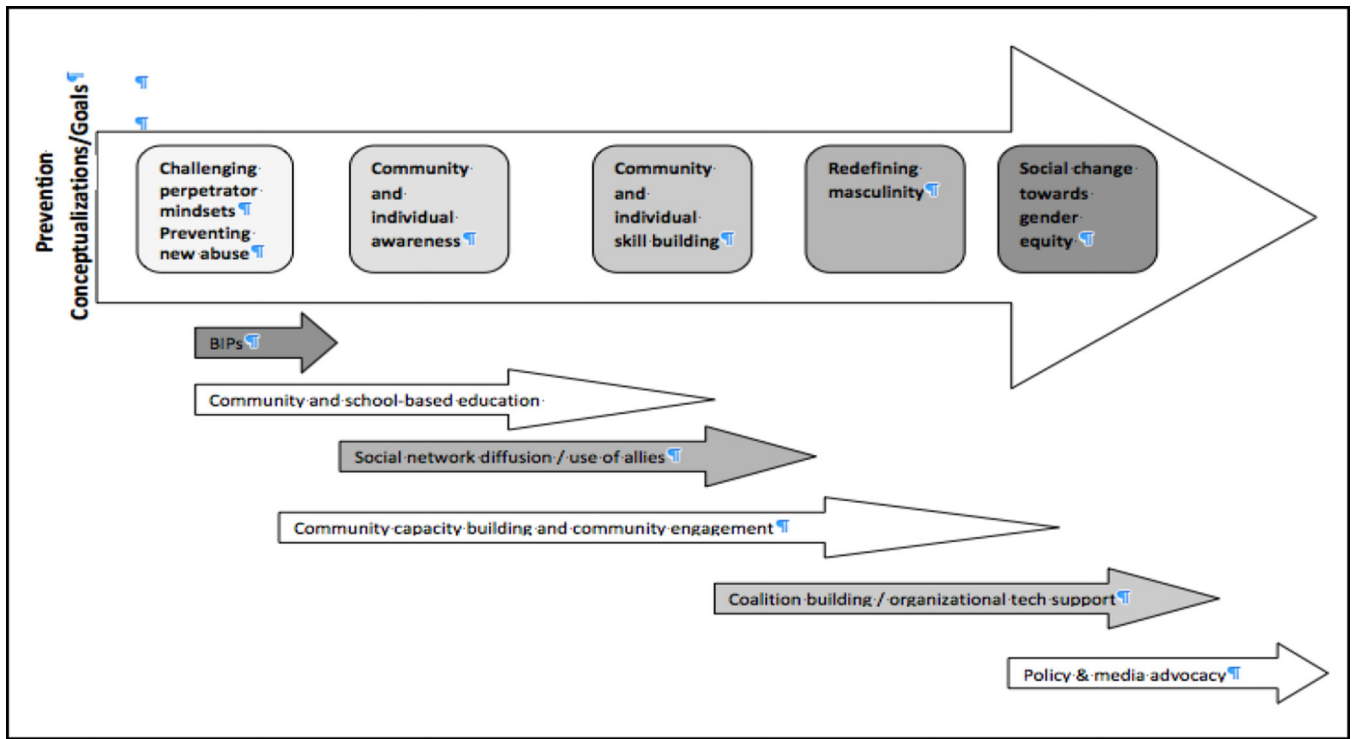 Prevention
Conceptualizations/Goals¶
¶
¶
Challenging·
perpetrator·
mindsets¶
Preventing·
new·abuse¶
Community·
and·
individual·
awareness¶
Community·
and·
individual·
skill·building¶
Redefining·
masculinity¶
Social·change·
towards·
gender·
equity·¶
BIPs¶
Community·and·school-based·education·
Social·network·diffusion·/·use·of·allies¶
Community·capacity·building·and·community·engagement·¶
Coalition·building·/·organizational·tech·support¶
Policy·&·media·advocacy¶